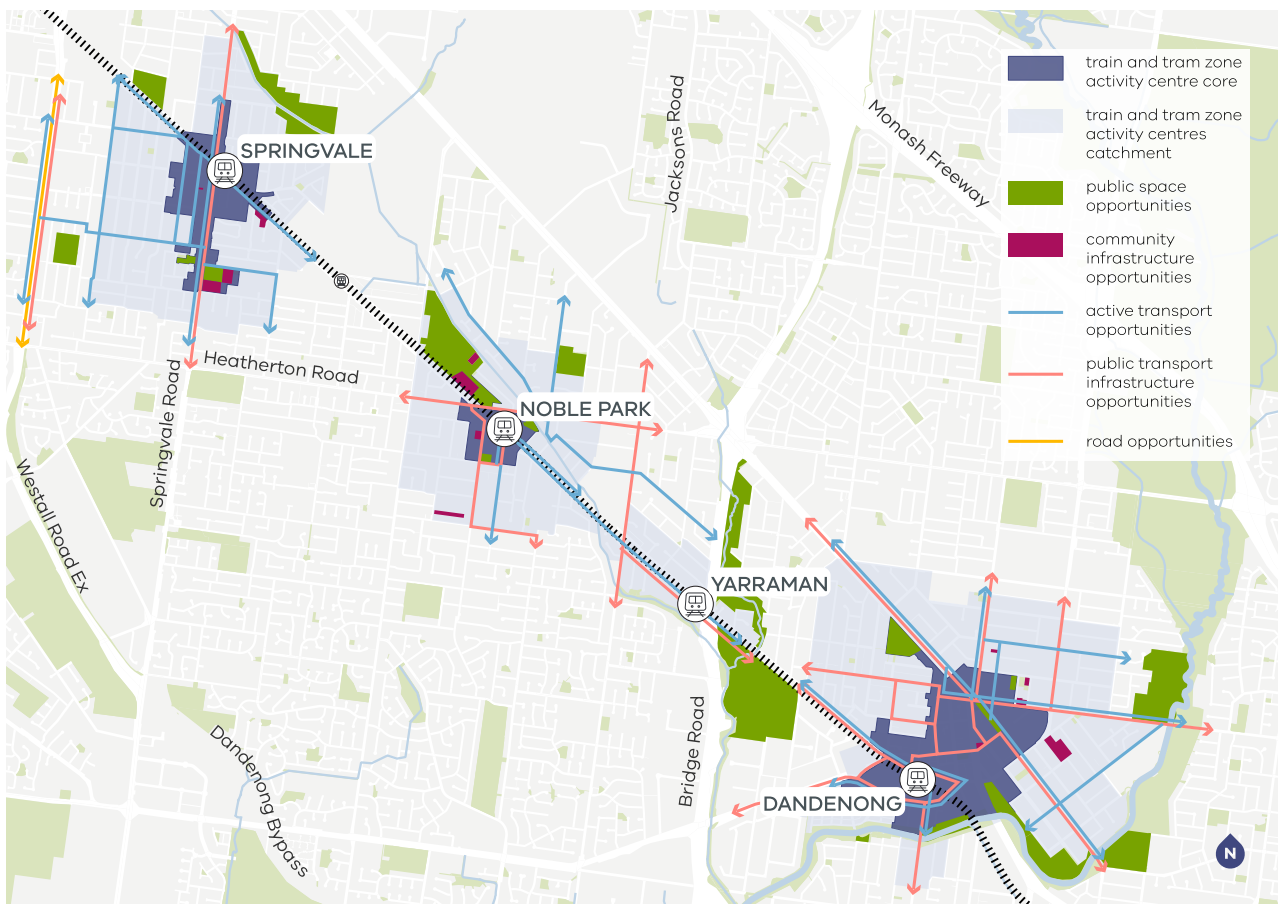 SPRINGVALE
NOBLE PARK
YARRAMAN
DANDENONG
Jacksons Road
Monash Freeway
Heatherton Road
Springvale Road
Westall Road Ex
Dandenong Bypass
Bridge Road
train and tram zone
activity centre core
train and tram zone
activity centres
catchment
public space
opportunities
community
infrastructure
opportunities
active transport
opportunities
public transport
infrastructure
opportunities
road opportunities
N